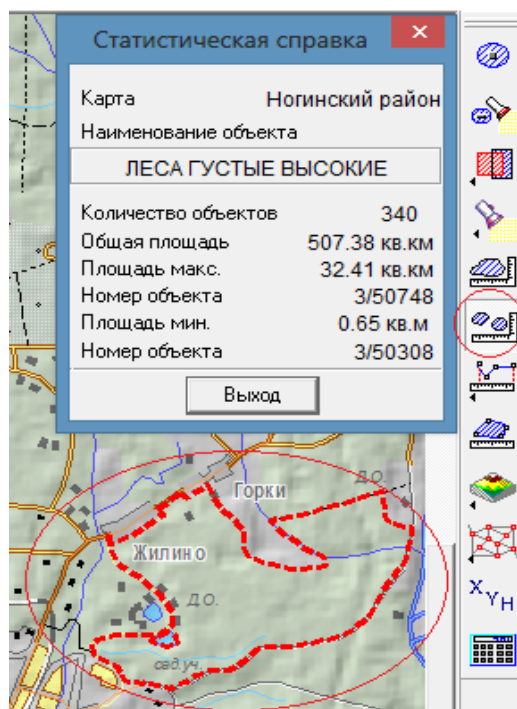 Статистическая справка
Карта Ногинский район
Наименование объекта
ЛЕСА ГУСТЫЕ ВЫСОКИЕ
Количество объектов 340
Общая площадь 507.38 кв.км
Площадь макс. 32.41 кв.км
Номер объекта 3/50748
Площадь мин. 0.65 кв.м
Номер объекта 3/50308
Выход
Горки
Д.О.
Жилино
Д.О.
сад.уч.
X Y H